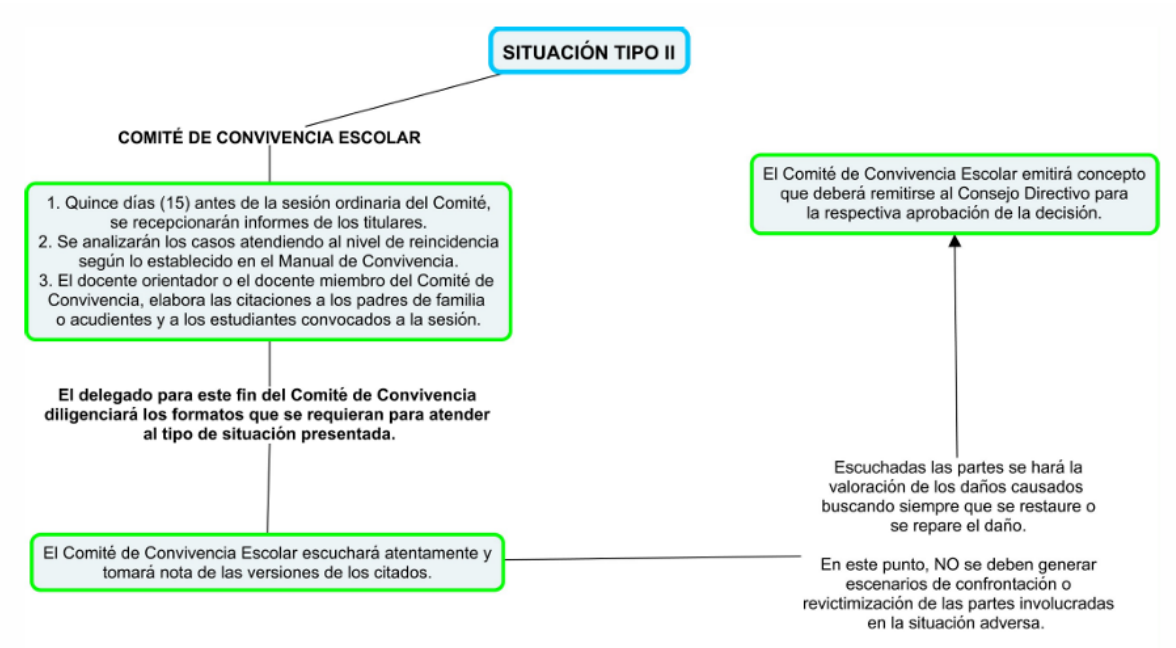 SITUACIÓN TIPO II
COMITÉ DE CONVIVENCIA ESCOLAR
1. Quince días (15) antes de la sesión ordinaria del Comité,
se recepcionarán informes de los titulares.
2. Se analizarán los casos atendiendo al nivel de reincidencia
según lo establecido en el Manual de Convivencia.
3. El docente orientador o el docente miembro del Comité de
Convivencia, elabora las citaciones a los padres de familia
o acudientes y a los estudiantes convocados a la sesión.
El delegado para este fin del Comité de Convivencia
diligenciará los formatos que se requieran para atender
al tipo de situación presentada.
El Comité de Convivencia Escolar escuchará atentamente y
tomará nota de las versiones de los citados.
Escuchadas las partes se hará la
valoración de los daños causados
buscando siempre que se restaure o
se repare el daño.
En este punto, NO se deben generar
escenarios de confrontación o
revictimización de las partes involucradas
en la situación adversa.
El Comité de Convivencia Escolar emitirá concepto
que deberá remitirse al Consejo Directivo para
la respectiva aprobación de la decisión.